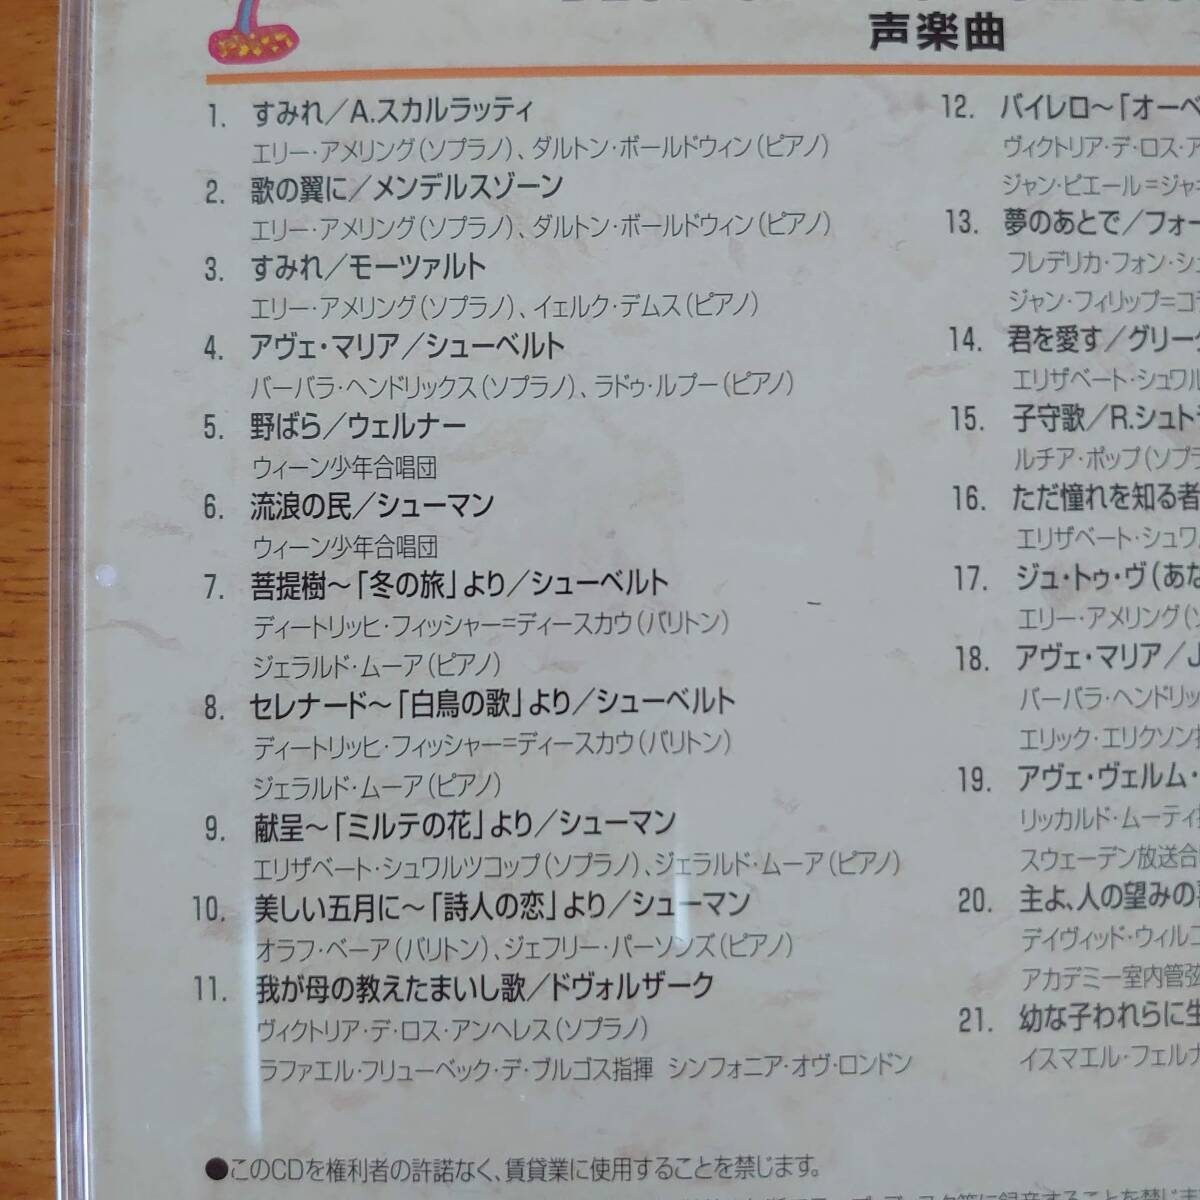 声楽曲
1. すみれ／A.スカルラッティ
エリー・アメリング(ソプラノ)、ダルトン・ボールドウィン(ピアノ)
2. 歌の翼に／メンデルスゾーン
エリー・アメリング(ソプラノ)、ダルトン・ボールドウィン(ピアノ)
3. すみれ／モーツァルト
エリー・アメリング(ソプラノ)、イェルク・デムス(ピアノ)
4. アヴェ・マリア／シューベルト
バーバラ・ヘンドリックス(ソプラノ)、ラドゥ・ルプー(ピアノ)
5. 野ばら／ウェルナー
ウィーン少年合唱団
6. 流浪の民／シューマン
ウィーン少年合唱団
7. 菩提樹～「冬の旅」より／シューベルト
ディートリッヒ・フィッシャー=ディースカウ(バリトン)
ジェラルド・ムーア(ピアノ)
8. セレナード～「白鳥の歌」より／シューベルト
ディートリッヒ・フィッシャー=ディースカウ(バリトン)
ジェラルド・ムーア(ピアノ)
9. 献呈～「ミルテの花」より／シューマン
エリザベート・シュワルツコップ(ソプラノ)、ジェラルド・ムーア(ピアノ)
10. 美しい五月に～「詩人の恋」より／シューマン
オラフ・ベーア(バリトン)、ジェフリー・パーソンズ(ピアノ)
11. 我が母の教えたまいし歌／ドヴォルザーク
ヴィクトリア・デ・ロス・アンヘレス(ソプラノ)
ラファエル・フリューベック・デ・ブルゴス指揮 シンフォニア・オヴ・ロンドン
12. バイレロ～「オーベ
ヴィクトリア・デ・ロス・ア
ジャン・ピエール=ジャ
13. 夢のあとで／フォー
フレデリカ・フォン・シュ
ジャン・フィリップ=コ
14. 君を愛す／グリーグ
エリザベート・シュワル
15. 子守歌／R.シュト
ルチア・ポップ(ソプラ
16. ただ憧れを知る者
エリザベート・シュワ
17. ジュ・トゥ・ヴ(あな
エリー・アメリング(ソ
18. アヴェ・マリア／J
バーバラ・ヘンドリッ
エリック・エリクソン
19. アヴェ・ヴェルム・
リッカルド・ムーティ
スウェーデン放送合
20. 主よ、人の望みの
デイヴィッド・ウィルコ
アカデミー室内管弦
21. 幼な子われらに生
イスマエル・フェルナ
●このCDを権利者の許諾なく、賃貸業に使用することを禁じます。